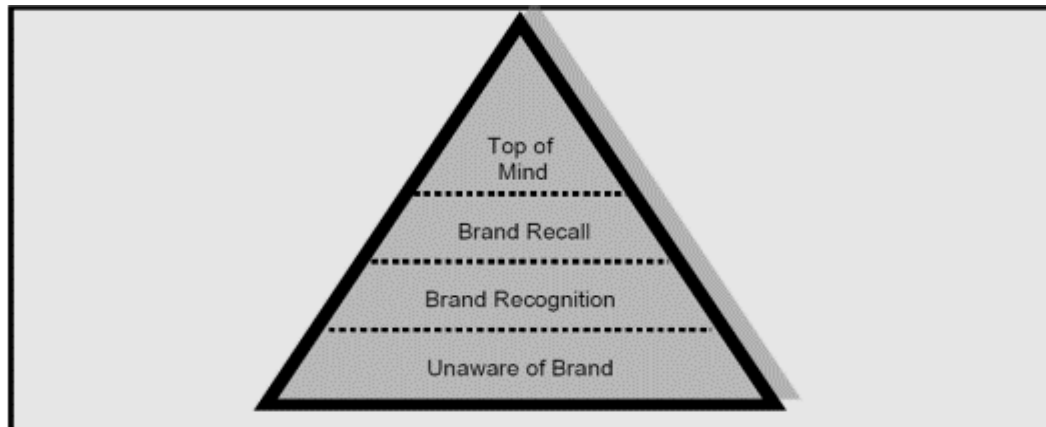 Top of
Mind
Brand Recall
Brand Recognition
Unaware of Brand